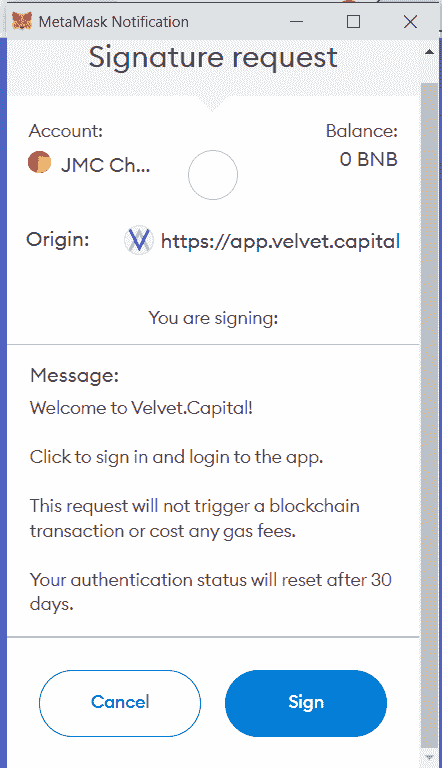 MetaMask Notification
Signature request
Account:
Balance:
JMC Ch...
0 BNB
Origin:
https://app.velvet.capital
You are signing:
Message:
Welcome to Velvet.Capital!
Click to sign in and login to the app.
This request will not trigger a blockchain
transaction or cost any gas fees.
Your authentication status will reset after 30
days.
Cancel
Sign